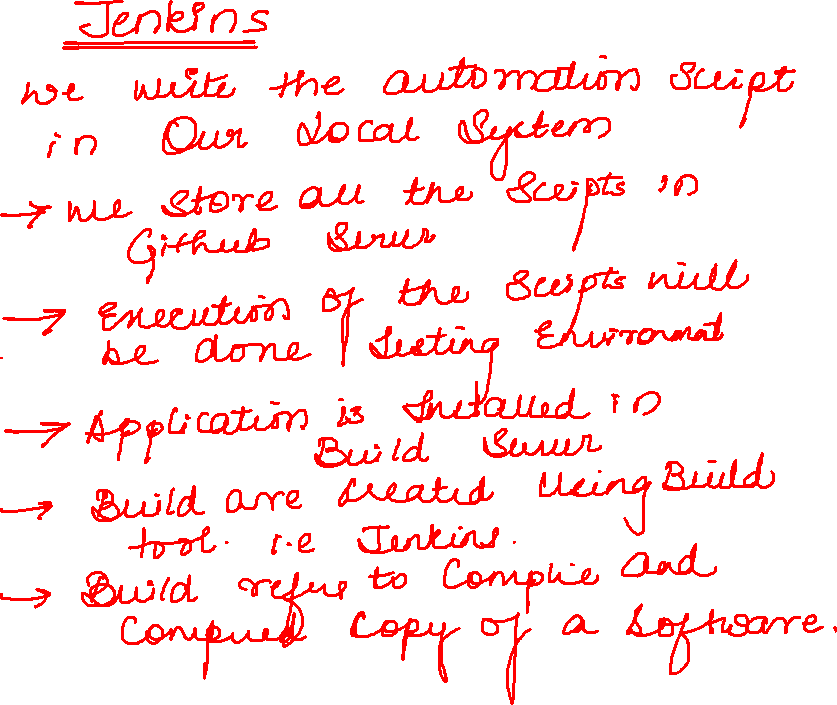 Jenkins
we write the automation Script
in Our Local System
→ we Store all the Scripts in
Github Server
→ Execution of the Scripts will
be done / Testing Environment
→ Application is Installed in
Build Server
→ Build are Created Using Build
tool. i.e Jenkins.
→ Build refers to Complie and
Compiled Copy of a Software.